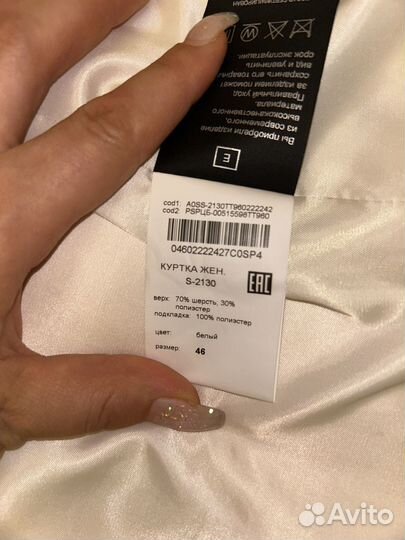 Вы приобрели изделие
из современного,
высококачественного
материала.
Правильный уход
за изделием поможет
сохранить его товарный
вид и увеличить
срок эксплуатации.
E
cod1: A0SS-2130TT960222242
cod2: PSРЦБ-00515598TT960
04602222427C0SP4
КУРТКА ЖЕН.
S-2130
EAC
верх: 70% шерсть, 30%
полиэстер
подкладка: 100% полиэстер
цвет: белый
размер: 46
Avito